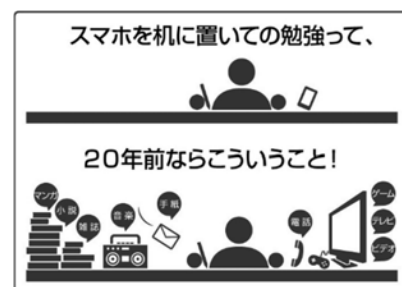 スマホを机に置いての勉強って、
20年前ならこういうこと!
マンガ
小説
雑誌
音楽
手紙
電話
ゲーム
テレビ
ビデオ